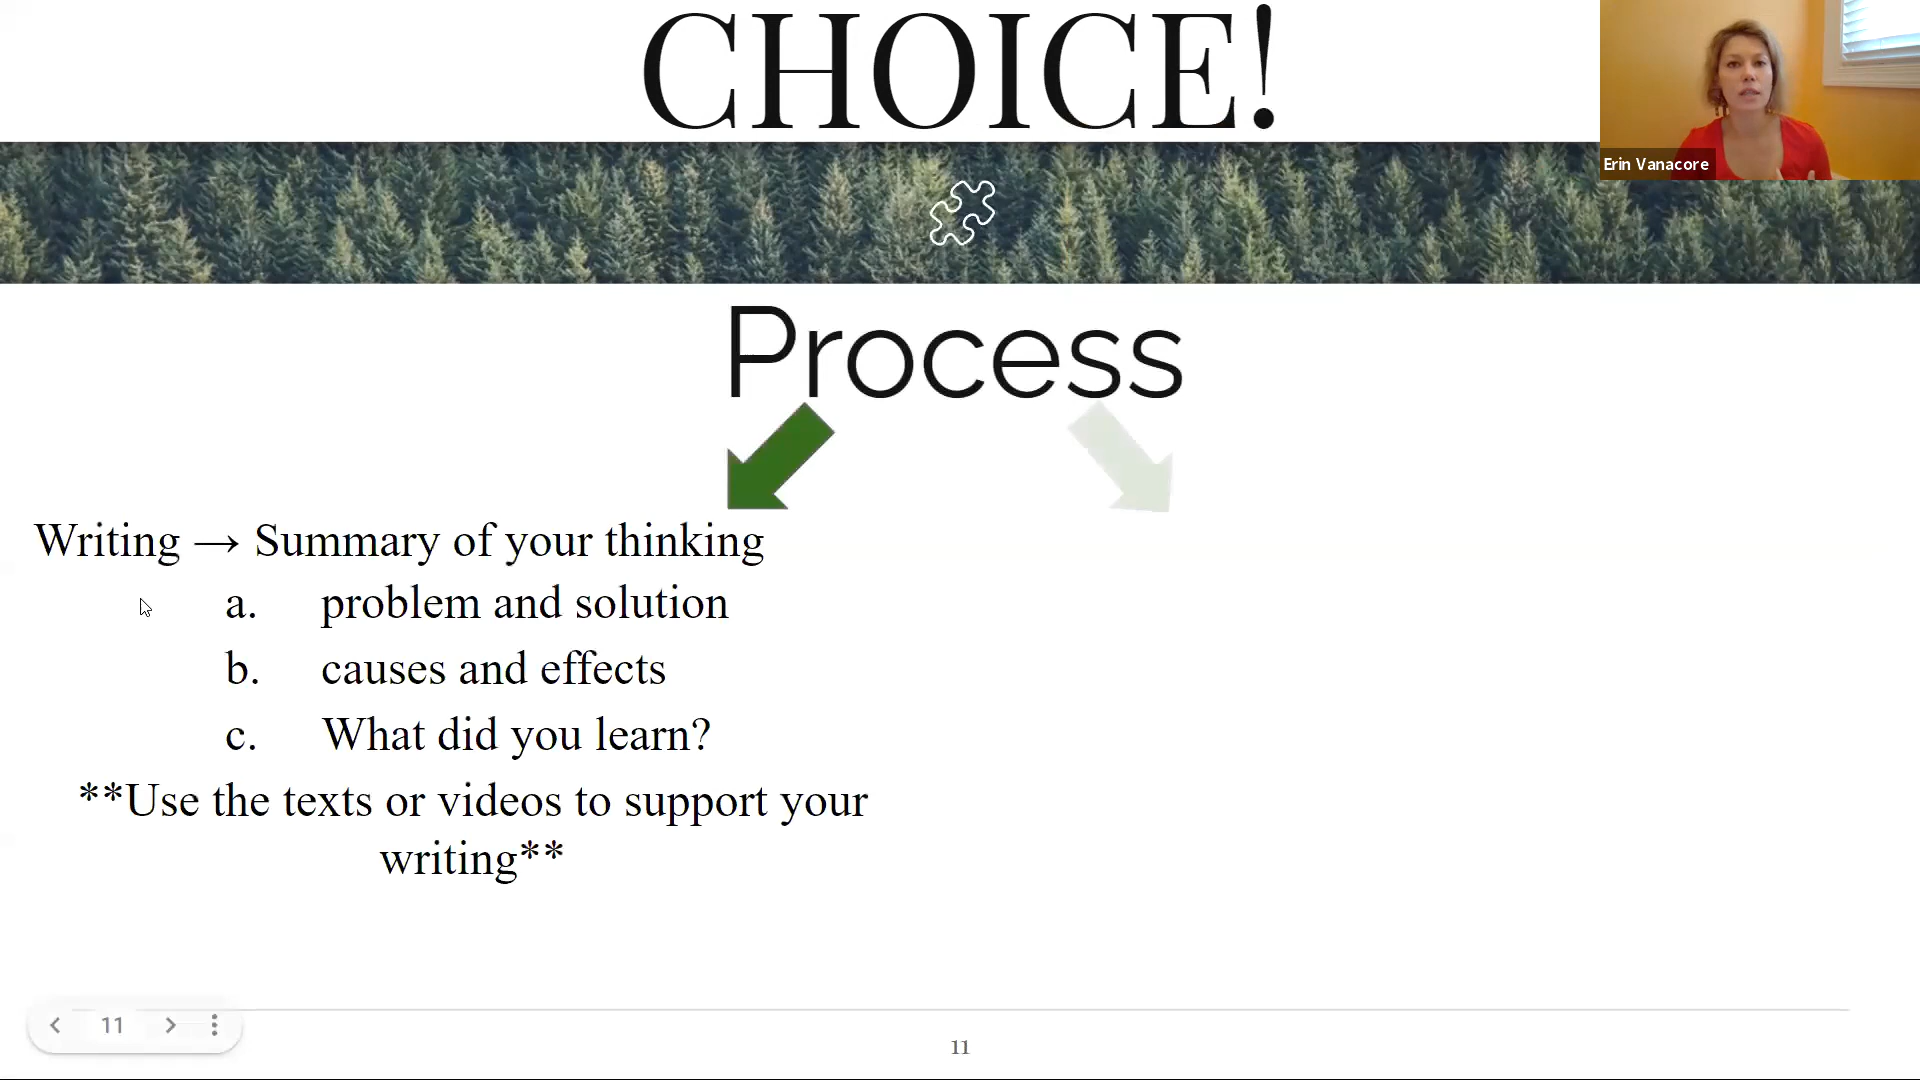 CHOICE!
Erin Vanacore
Process
Writing → Summary of your thinking
a. problem and solution
b. causes and effects
c. What did you learn?
**Use the texts or videos to support your
writing**
11
11